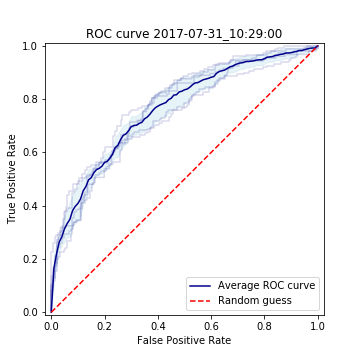 ROC curve 2017-07-31_10:29:00
1.0
0.8
0.6
0.4
0.2
0.0
True Positive Rate
Average ROC curve
Random guess
0.0 0.2 0.4 0.6 0.8 1.0
False Positive Rate